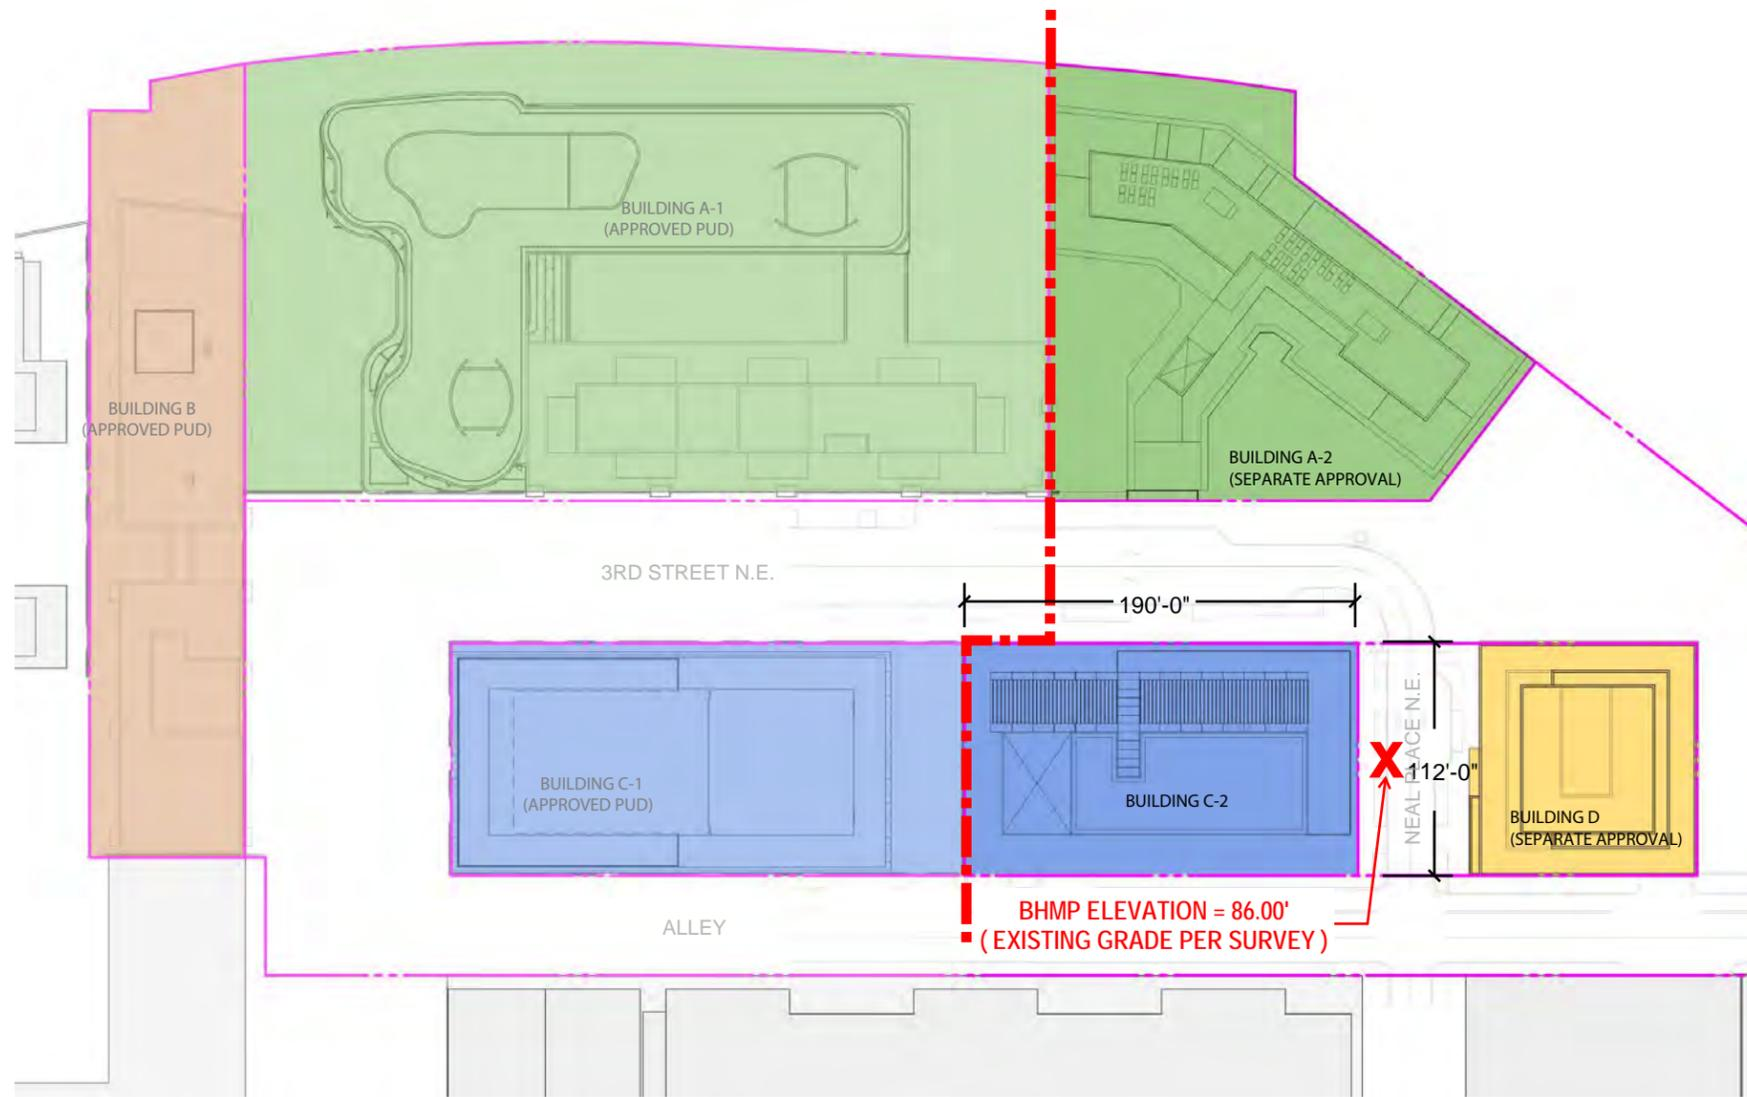 BUILDING A-1
(APPROVED PUD)
BUILDING B
(APPROVED PUD)
BUILDING A-2
(SEPARATE APPROVAL)
3RD STREET N.E.
190'-0"
NEAL PLACE N.E.
X
112'-0"
BUILDING C-1
(APPROVED PUD)
BUILDING C-2
BUILDING D
(SEPARATE APPROVAL)
BHMP ELEVATION = 86.00'
( EXISTING GRADE PER SURVEY )
ALLEY